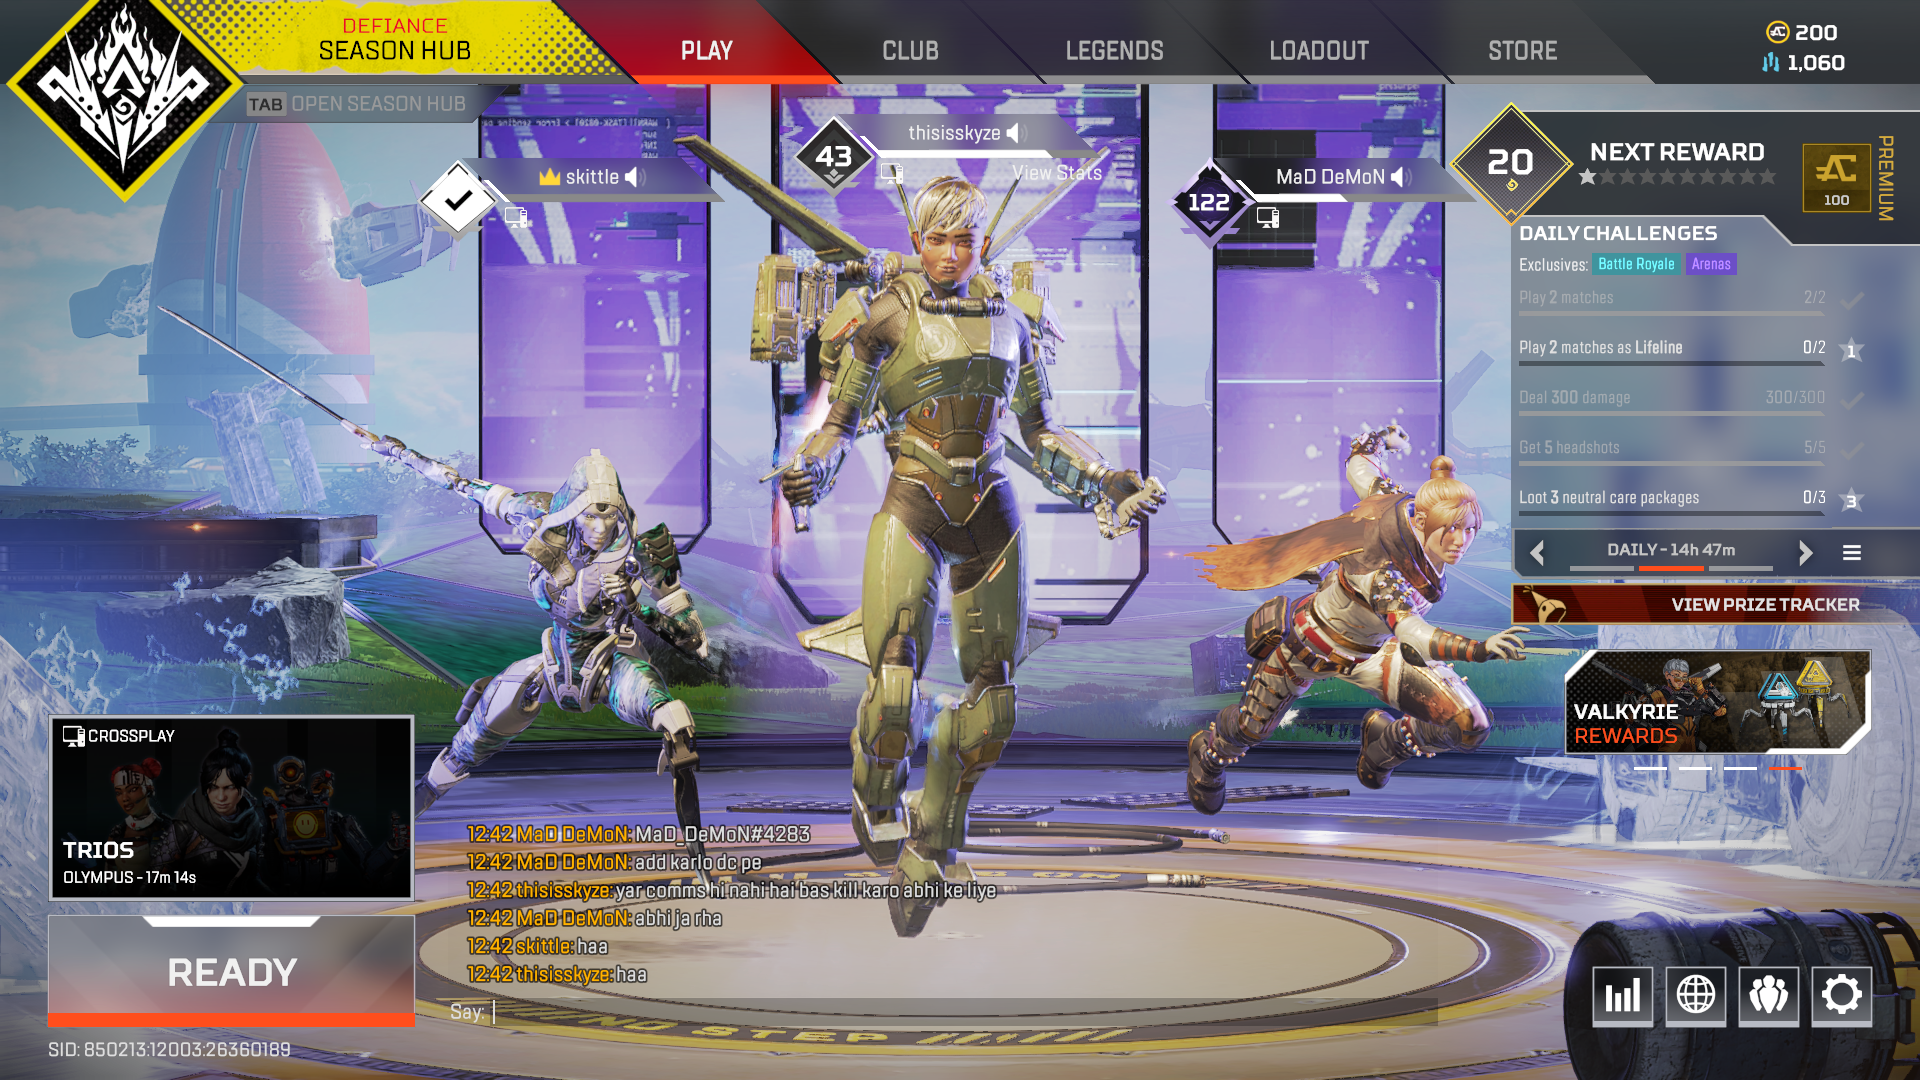 DEFIANCE
SEASON HUB
PLAY
CLUB
LEGENDS
LOADOUT
STORE
200
1,060
TAB OPEN SEASON HUB
skittle
43
thisisskyze
View Stats
122
MaD DeMoN
20
NEXT REWARD
100
PREMIUM
DAILY CHALLENGES
Exclusives: Battle Royale Arenas
Play 2 matches 2/2
Play 2 matches as Lifeline 0/2 1
Deal 300 damage 300/300
Get 5 headshots 5/5
Loot 3 neutral care packages 0/3 3
DAILY - 14h 47m
VIEW PRIZE TRACKER
VALKYRIE
REWARDS
CROSSPLAY
TRIOS
OLYMPUS - 17m 14s
READY
SID: 850213:12003:26360189
12:42 MaD DeMoN: MaD_DeMoN#4283
12:42 MaD DeMoN: add karlo dc pe
12:42 thisisskyze: yar comms hi nahi hai bas kill karo abhi ke liye
12:42 MaD DeMoN: abhi ja rha
12:42 skittle: haa
12:42 thisisskyze: haa
Say:
NO STEP